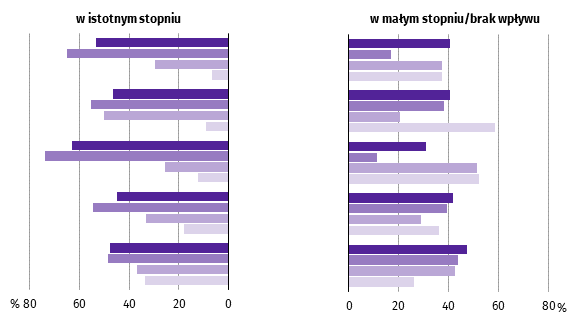 w istotnym stopniu
w małym stopniu/brak wpływu
% 80 60 40 20 0
0 20 40 60 80 %